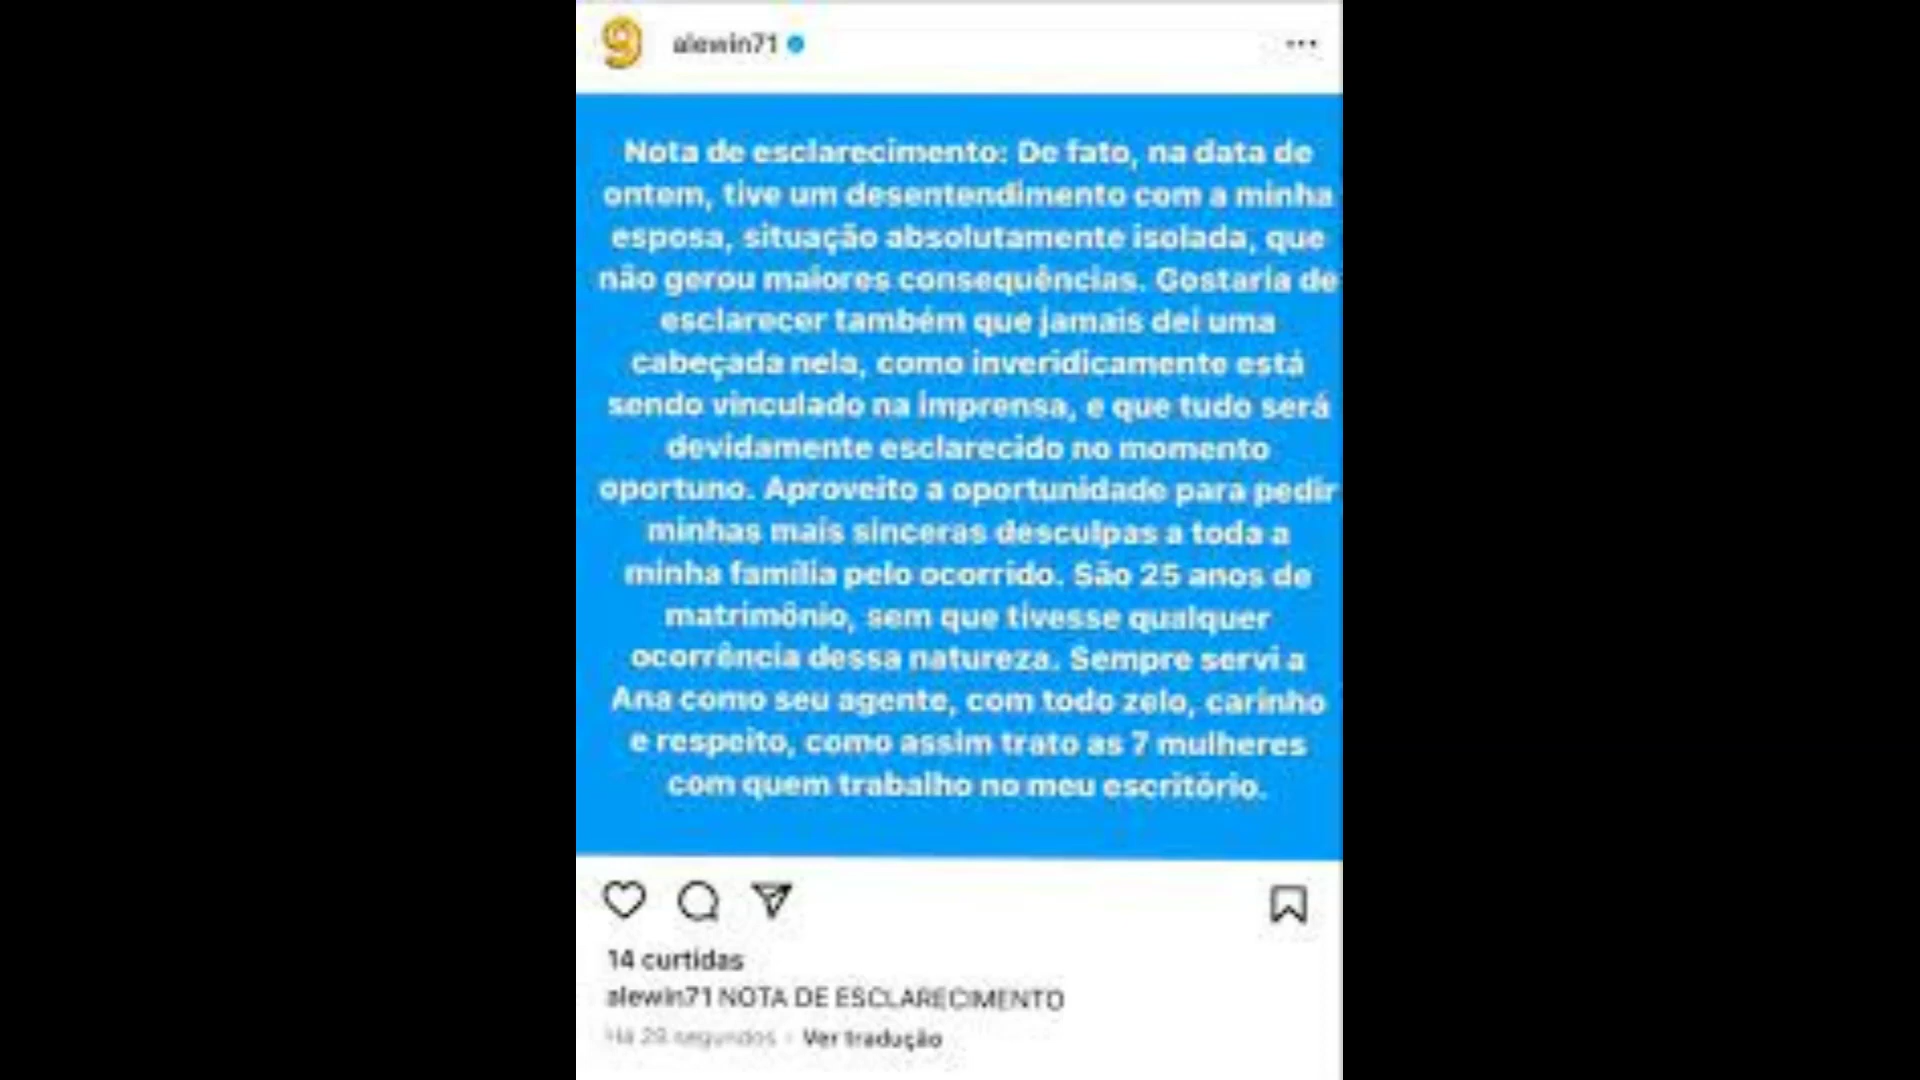 alewin71
Nota de esclarecimento: De fato, na data de
ontem, tive um desentendimento com a minha
esposa, situação absolutamente isolada, que
não gerou maiores consequências. Gostaria de
esclarecer também que jamais dei uma
cabeçada nela, como inveridicamente está
sendo vinculado na imprensa, e que tudo será
devidamente esclarecido no momento
oportuno. Aproveito a oportunidade para pedir
minhas mais sinceras desculpas a toda a
minha família pelo ocorrido. São 25 anos de
matrimônio, sem que tivesse qualquer
ocorrência dessa natureza. Sempre servi a
Ana como seu agente, com todo zelo, carinho
e respeito, como assim trato as 7 mulheres
com quem trabalho no meu escritório.
14 curtidas
alewin71 NOTA DE ESCLARECIMENTO
Há segundos · Ver tradução